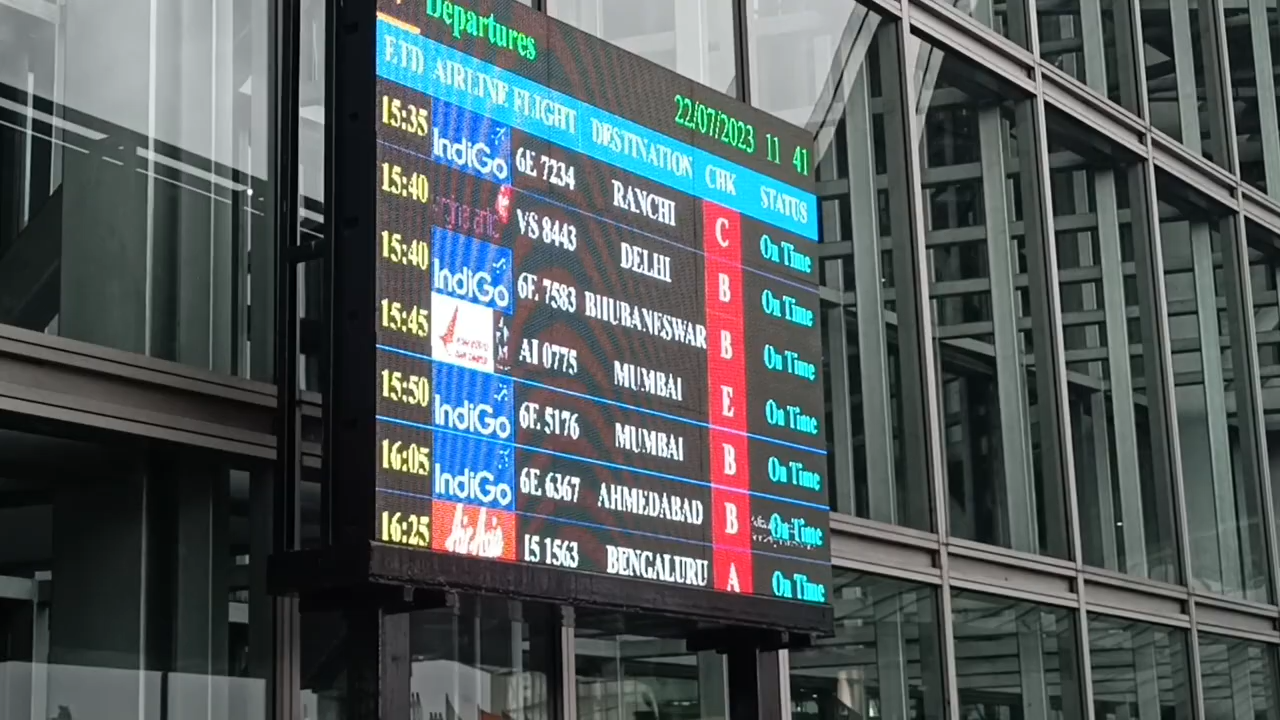 Departures
22/07/2023 11 41
ETD AIRLINE FLIGHT DESTINATION CHK STATUS
15:35 IndiGo 6E 7234 RANCHI C On Time
15:40 VS 8443 DELHI B On Time
15:40 IndiGo 6E 7583 BHUBANESWAR B On Time
15:45 AI 0775 MUMBAI E On Time
15:50 IndiGo 6E 5176 MUMBAI B On Time
16:05 IndiGo 6E 6367 AHMEDABAD B On Time
16:25 AirAsia I5 1563 BENGALURU A On Time